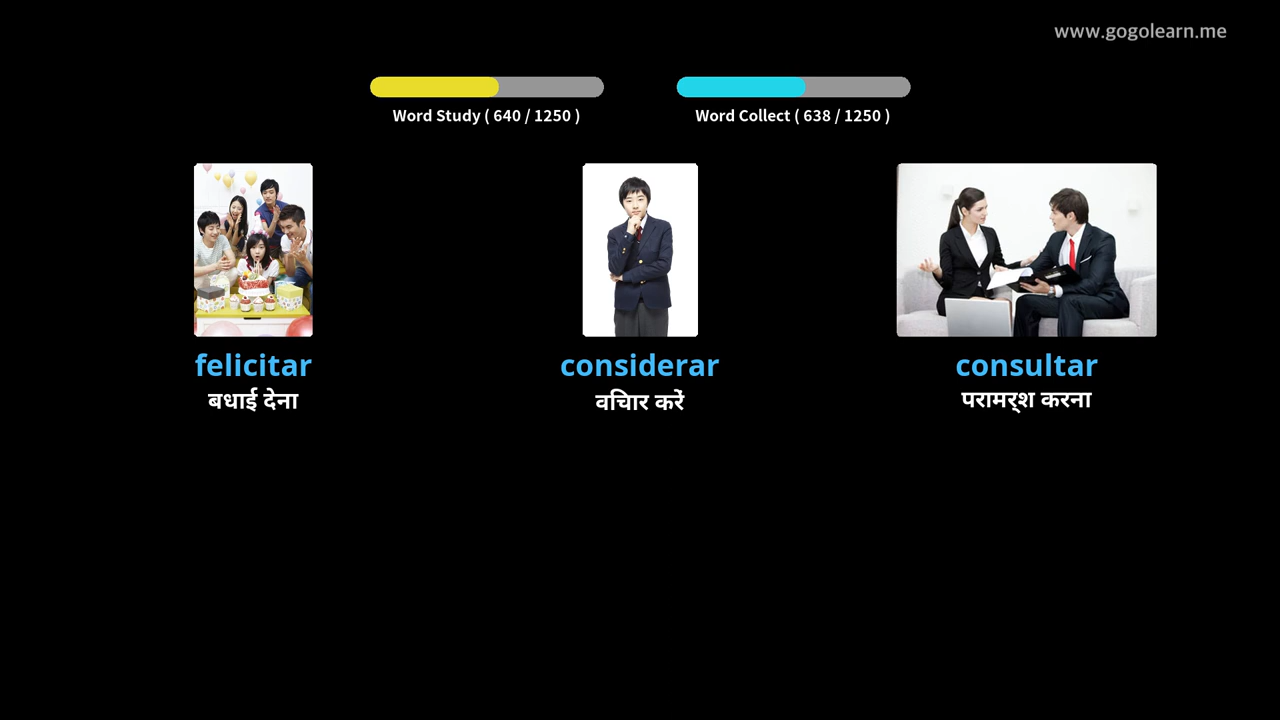 www.gogolearn.me
Word Study ( 640 / 1250 )
Word Collect ( 638 / 1250 )
felicitar
considerar
consultar
बधाई देना
विचार करें
परामर्श करना